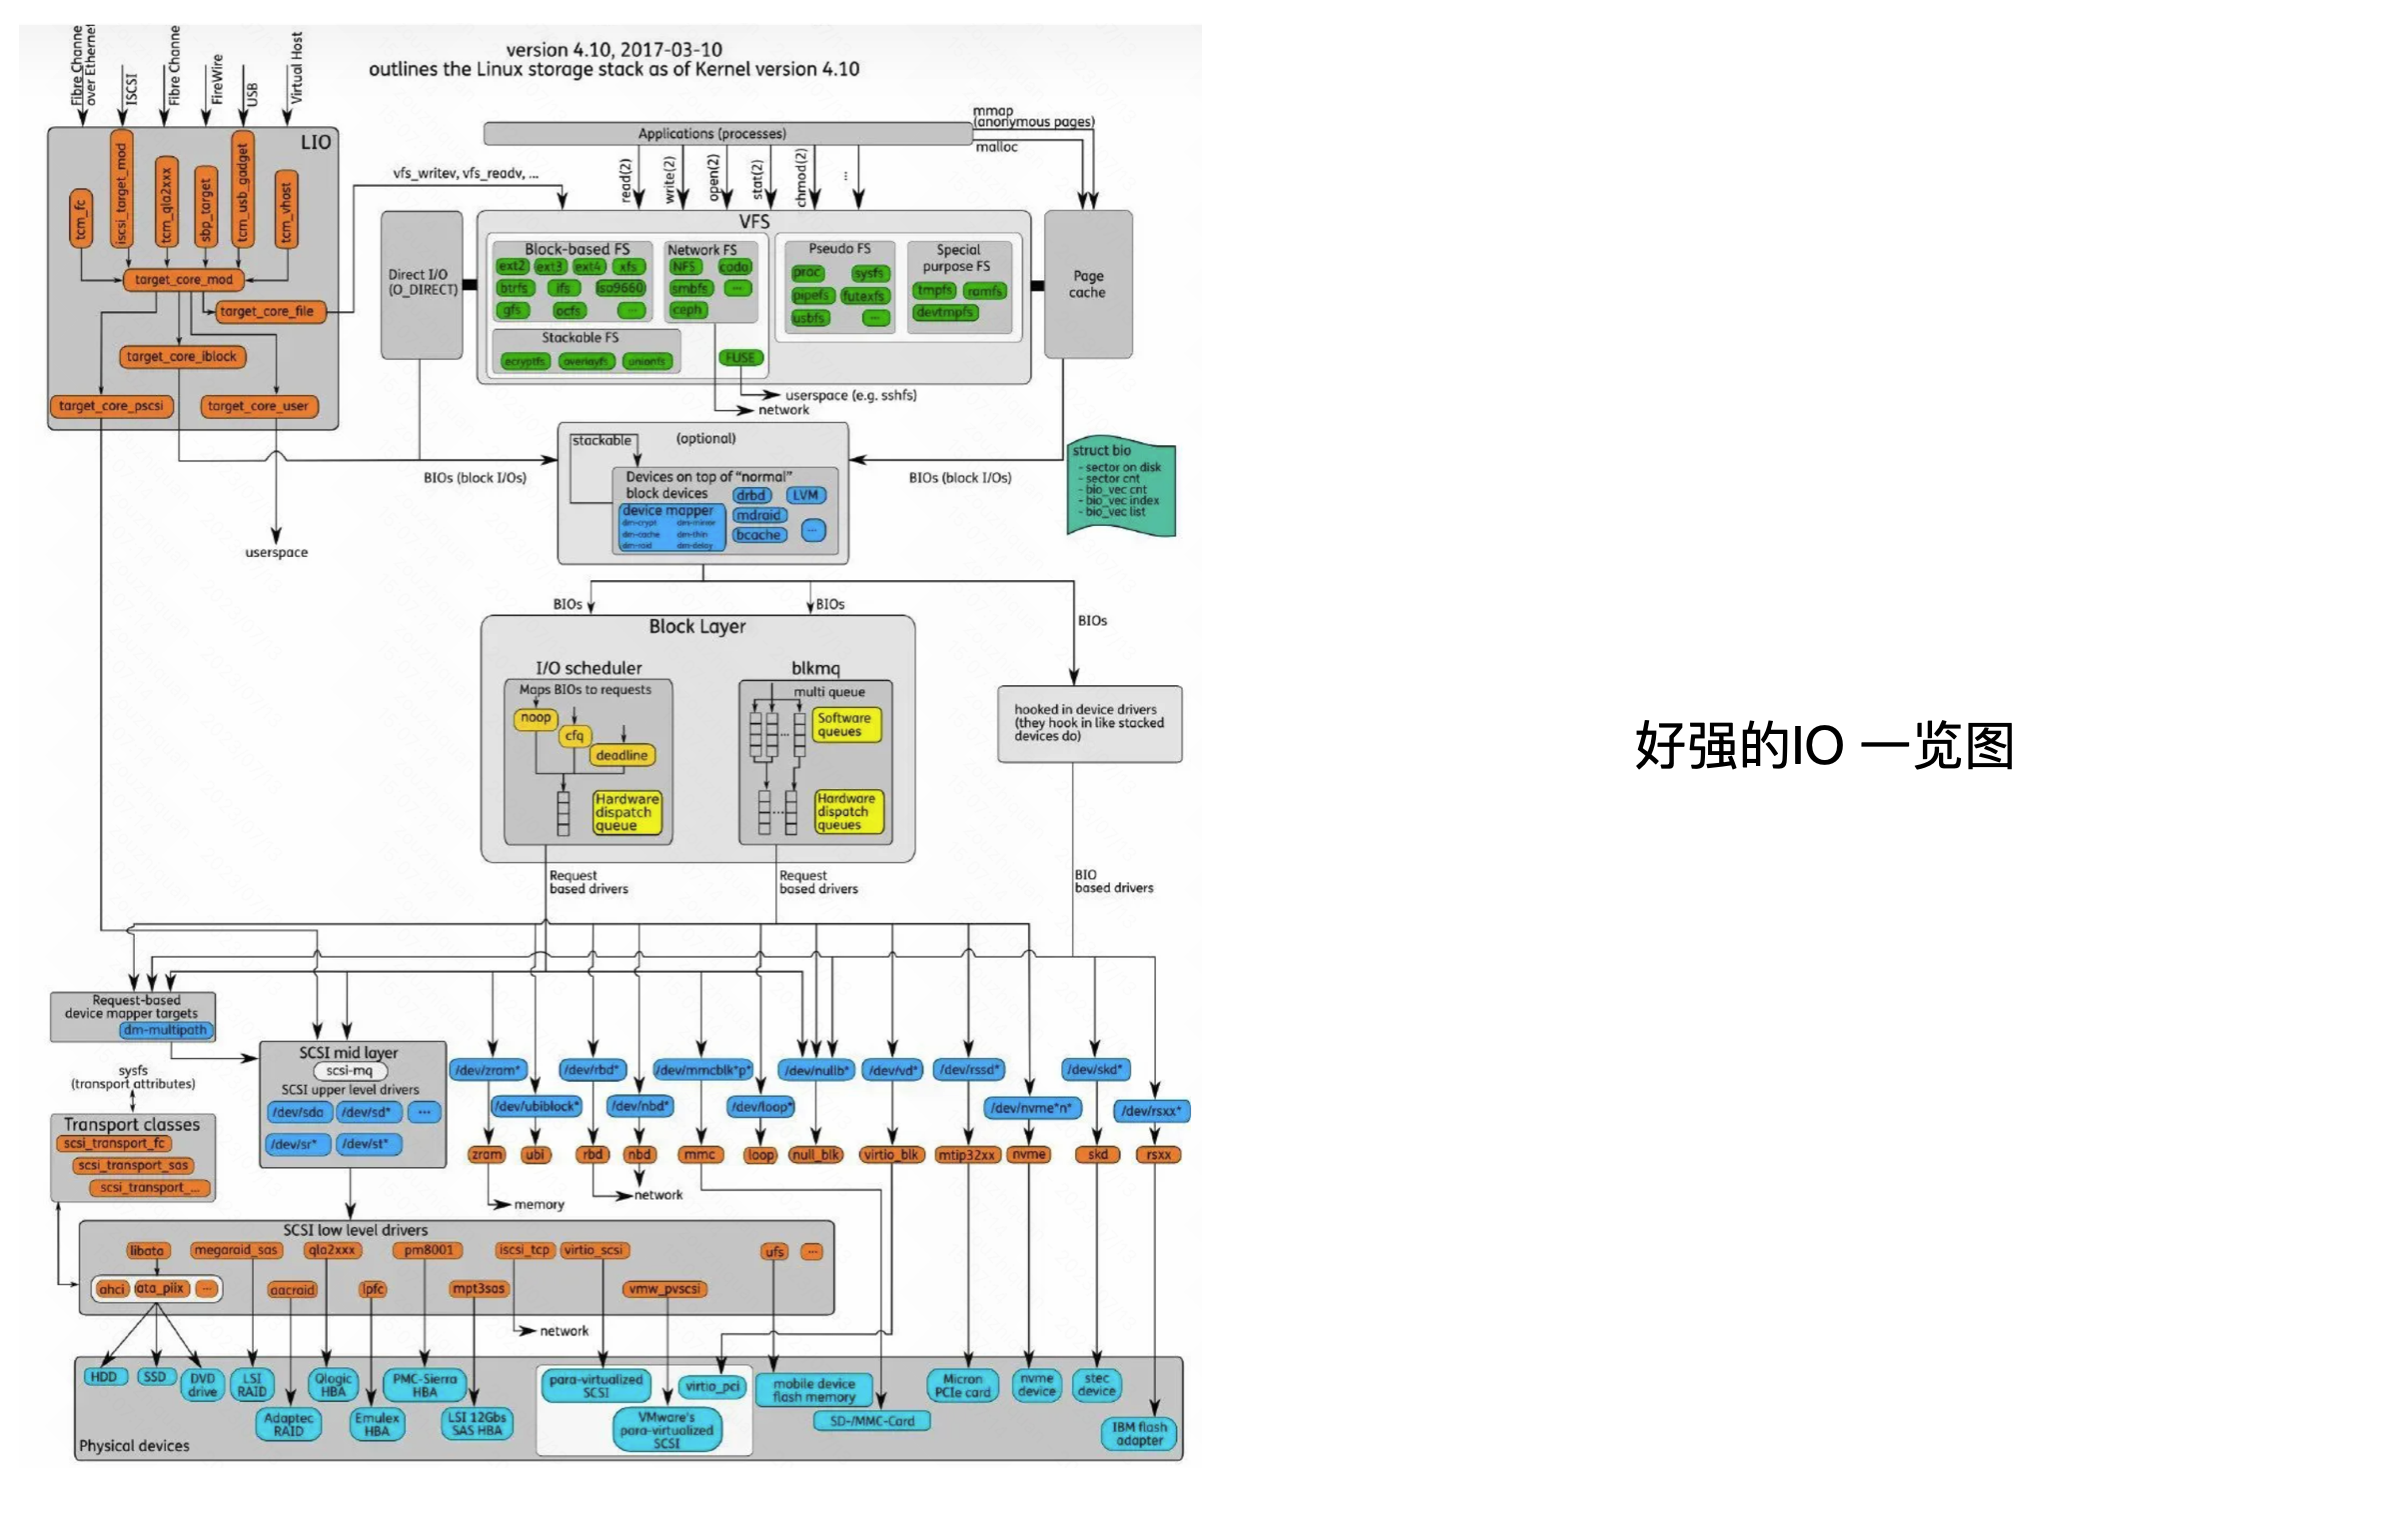 version 4.10, 2017-03-10
outlines the Linux storage stack as of Kernel version 4.10
Fibre Channel
over Ethernet
ISCSI
Fibre Channel
FireWire
USB
Virtual Host
LIO
tcm_fc
iscsi_target_mod
tcm_qla2xxx
sbp_target
tcm_usb_gadget
tcm_vhost
target_core_mod
target_core_file
target_core_iblock
target_core_pscsi
target_core_user
userspace
vfs_writev, vfs_readv, ...
Applications (processes)
mmap
(anonymous pages)
malloc
read(2)
write(2)
open(2)
stat(2)
chmod(2)
...
Direct I/O
(O_DIRECT)
VFS
Block-based FS
ext2
ext3
ext4
xfs
btrfs
ifs
iso9660
gfs
ocfs
...
Network FS
NFS
coda
smbfs
...
ceph
Pseudo FS
proc
sysfs
pipefs
futexfs
usbfs
...
Special
purpose FS
tmpfs
ramfs
devtmpfs
Stackable FS
ecryptfs
overlayfs
unionfs
FUSE
userspace (e.g. sshfs)
network
Page
cache
stackable
(optional)
Devices on top of “normal”
block devices
drbd
LVM
device mapper
dm-crypt
dm-mirror
dm-cache
dm-thin
dm-raid
dm-delay
mdraid
bcache
...
BIOs (block I/Os)
BIOs (block I/Os)
struct bio
- sector on disk
- sector cnt
- bio_vec cnt
- bio_vec index
- bio_vec list
BIOs
BIOs
BIOs
Block Layer
I/O scheduler
Maps BIOs to requests
noop
cfq
deadline
Hardware
dispatch
queue
blkmq
multi queue
Software
queues
Hardware
dispatch
queues
hooked in device drivers
(they hook in like stacked
devices do)
好强的IO 一览图
Request
based drivers
Request
based drivers
BIO
based drivers
Request-based
device mapper targets
dm-multipath
sysfs
(transport attributes)
Transport classes
scsi_transport_fc
scsi_transport_sas
scsi_transport_...
SCSI mid layer
scsi-mq
SCSI upper level drivers
/dev/sda
/dev/sd*
...
/dev/sr*
/dev/st*
/dev/zram*
/dev/rbd*
/dev/mmcblk*p*
/dev/nullb*
/dev/vd*
/dev/rssd*
/dev/skd*
/dev/ubiblock*
/dev/nbd*
/dev/loop*
/dev/nvme*n*
/dev/rsxx*
zram
ubi
rbd
nbd
mmc
loop
null_blk
virtio_blk
mtip32xx
nvme
skd
rsxx
memory
network
SCSI low level drivers
libata
megaraid_sas
qla2xxx
pm8001
iscsi_tcp
virtio_scsi
ufs
...
ahci
ata_piix
...
aacraid
lpfc
mpt3sas
vmw_pvscsi
network
HDD
SSD
DVD
drive
LSI
RAID
Qlogic
HBA
PMC-Sierra
HBA
para-virtualized
SCSI
virtio_pci
mobile device
flash memory
Micron
PCIe card
nvme
device
stec
device
Adaptec
RAID
Emulex
HBA
LSI 12Gbs
SAS HBA
VMware's
para-virtualized
SCSI
SD-/MMC-Card
IBM flash
adapter
Physical devices